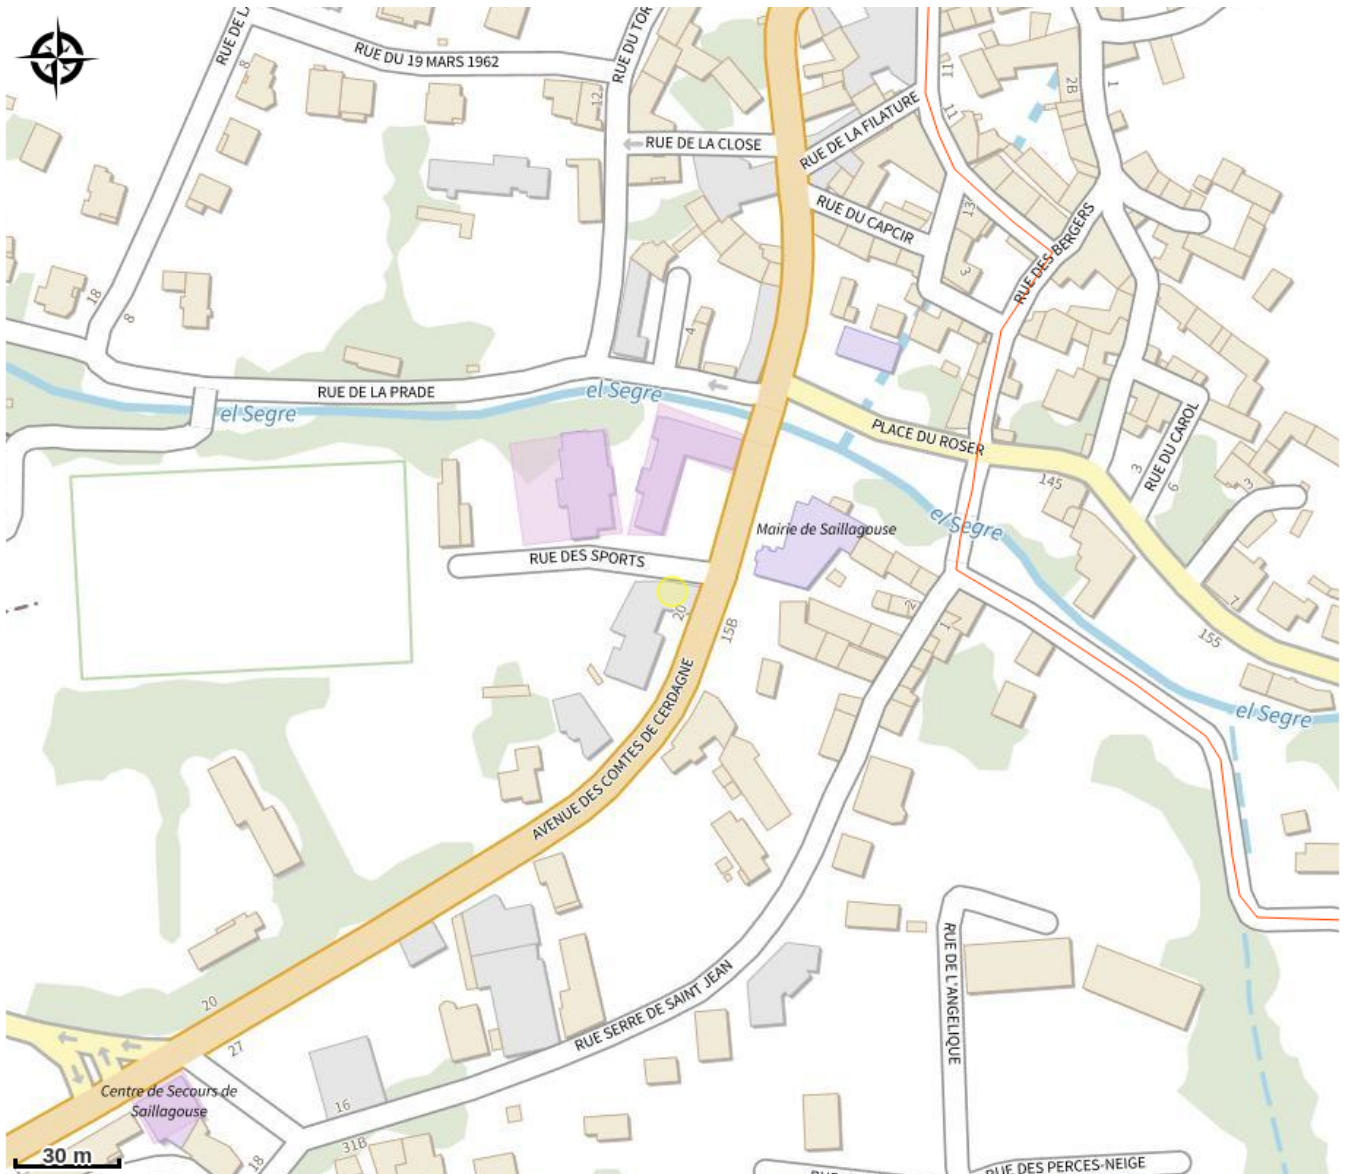 RUE DE L
RUE DU 19 MARS 1962
RUE DU TOR
8
12
11
11
2B
1
RUE DE LA CLOSE
RUE DE LA FILATURE
RUE DU CAPCIR
13
3
RUE DES BERGERS
18
8
4
RUE DE LA PRADE
el Segre
el Segre
PLACE DU ROSER
3
6
RUE DU CAROL
3
145
el Segre
Mairie de Saillagouse
RUE DES SPORTS
20
15B
2
1
7
155
el Segre
AVENUE DES COMTES DE CERDAGNE
RUE DE L'ANGELIQUE
RUE SERRE DE SAINT JEAN
20
27
Centre de Secours de
Saillagouse
16
31B
18
30 m
RUE DES PERCES-NEIGE